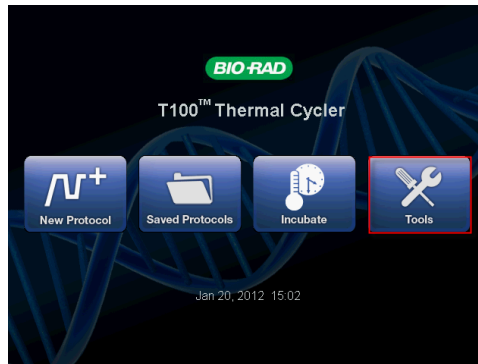 BIO-RAD
T100™ Thermal Cycler
New Protocol
Saved Protocols
Incubate
Tools
Jan 20, 2012 15:02